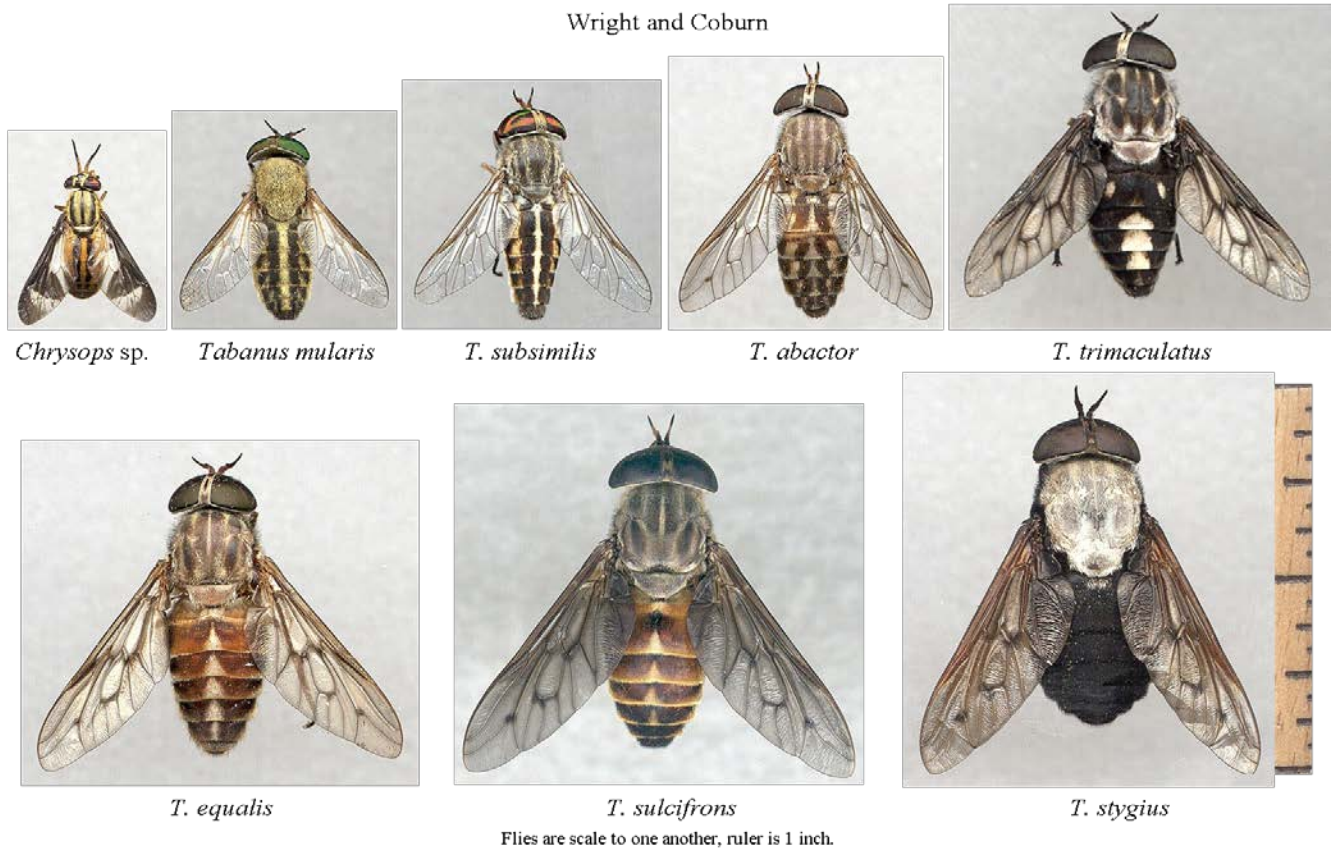 Wright and Coburn
Chrysops sp.
Tabanus mularis
T. subsimilis
T. abactor
T. trimaculatus
T. equalis
T. sulcifrons
T. stygius
Flies are scale to one another, ruler is 1 inch.